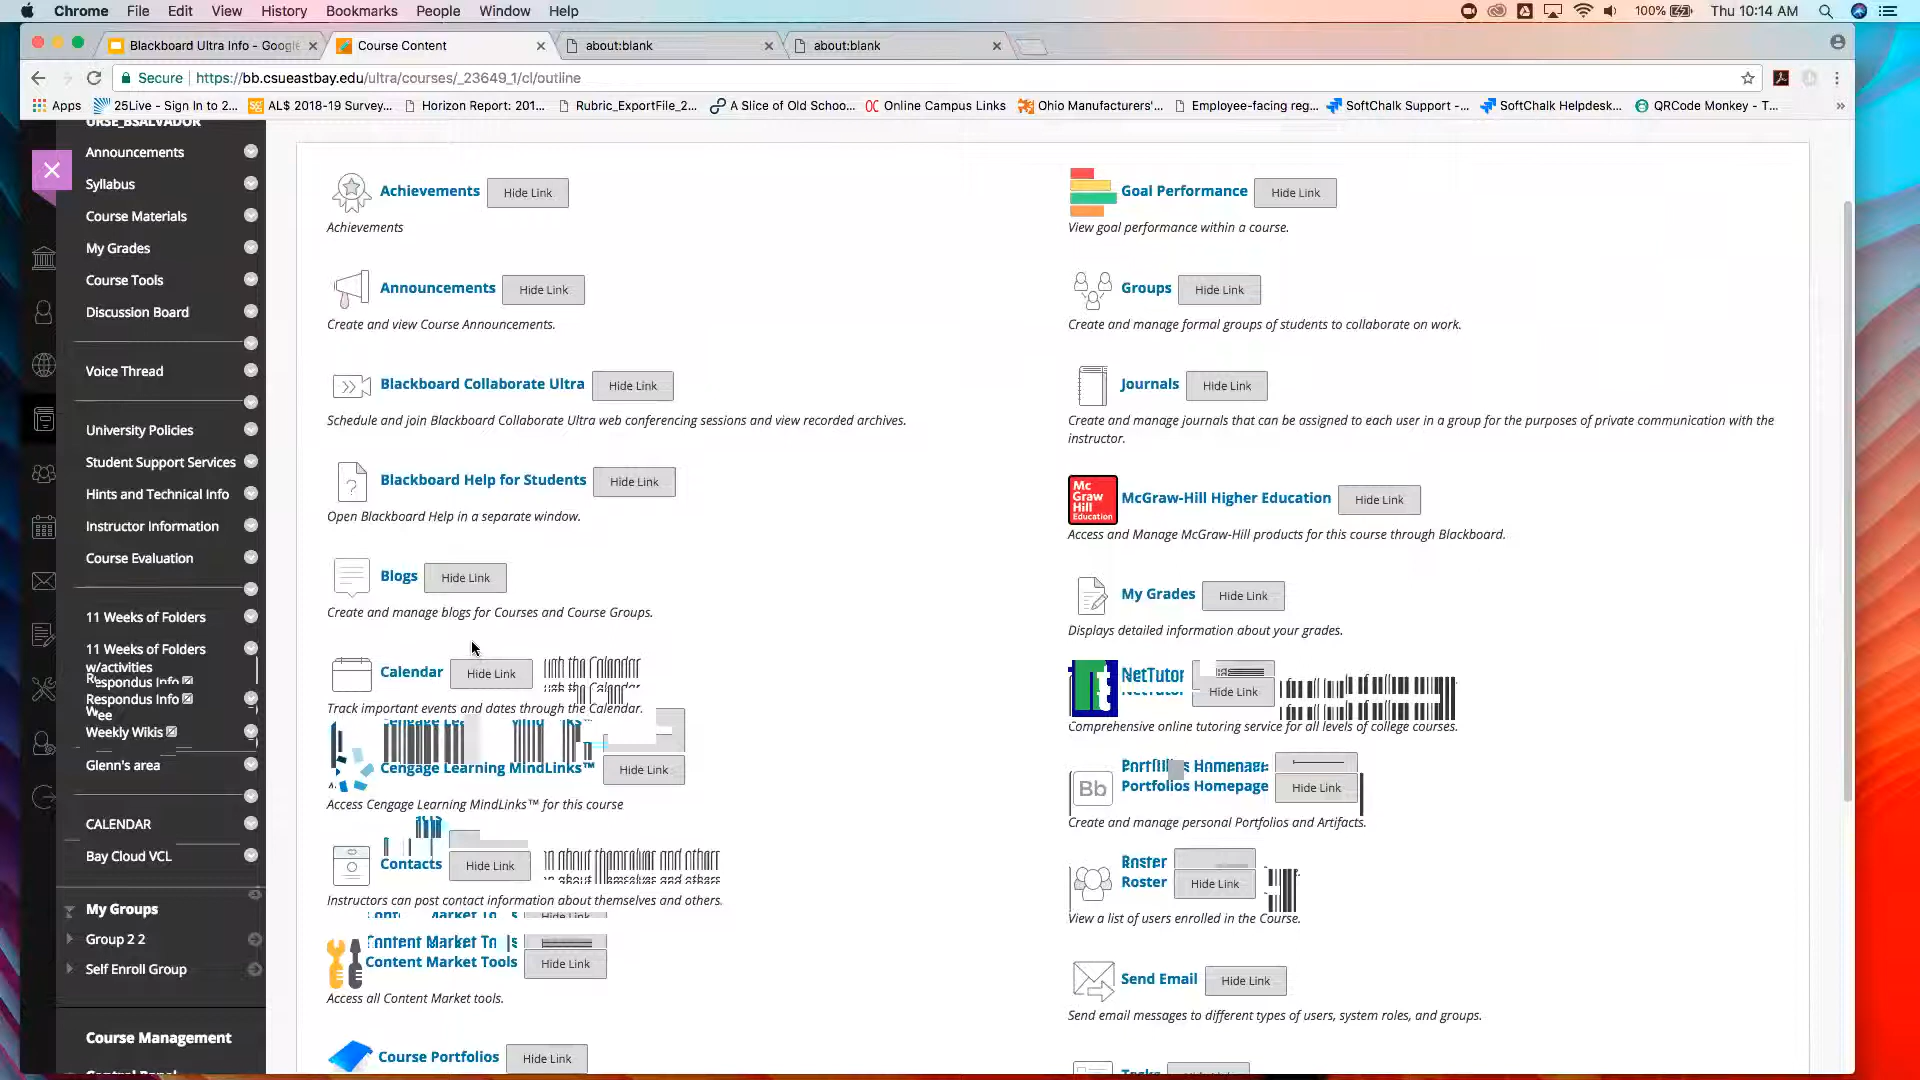 Chrome File Edit View History Bookmarks People Window Help
100% Thu 10:14 AM
Blackboard Ultra Info - Google
Course Content
about:blank
about:blank
Secure https://bb.csueastbay.edu/ultra/courses/_23649_1/cl/outline
Apps 25Live - Sign In to 2... AL$ 2018-19 Survey... Horizon Report: 201... Rubric_ExportFile_2... A Slice of Old Schoo... Online Campus Links Ohio Manufacturers'... Employee-facing reg... SoftChalk Support -... SoftChalk Helpdesk... QRCode Monkey - T... »
URSE_BSALVADOR
Announcements
Syllabus
Course Materials
My Grades
Course Tools
Discussion Board
Voice Thread
University Policies
Student Support Services
Hints and Technical Info
Instructor Information
Course Evaluation
11 Weeks of Folders
11 Weeks of Folders
w/activities
Respondus Info
Respondus Info
Weekly Wikis
Glenn's area
CALENDAR
Bay Cloud VCL
My Groups
Group 2 2
Self Enroll Group
Course Management
Achievements Hide Link
Achievements
Announcements Hide Link
Create and view Course Announcements.
Blackboard Collaborate Ultra Hide Link
Schedule and join Blackboard Collaborate Ultra web conferencing sessions and view recorded archives.
Blackboard Help for Students Hide Link
Open Blackboard Help in a separate window.
Blogs Hide Link
Create and manage blogs for Courses and Course Groups.
Calendar Hide Link
Track important events and dates through the Calendar.
Cengage Learning MindLinks™ Hide Link
Access Cengage Learning MindLinks™ for this course
Contacts Hide Link
Instructors can post contact information about themselves and others.
Content Market Tools Hide Link
Access all Content Market tools.
Course Portfolios Hide Link
Goal Performance Hide Link
View goal performance within a course.
Groups Hide Link
Create and manage formal groups of students to collaborate on work.
Journals Hide Link
Create and manage journals that can be assigned to each user in a group for the purposes of private communication with the
instructor.
Mc
Graw
Hill
Education
McGraw-Hill Higher Education Hide Link
Access and Manage McGraw-Hill products for this course through Blackboard.
My Grades Hide Link
Displays detailed information about your grades.
NetTutor Hide Link
Comprehensive online tutoring service for all levels of college courses.
Portfolios Homepage
Bb Portfolios Homepage Hide Link
Create and manage personal Portfolios and Artifacts.
Roster
Roster Hide Link
View a list of users enrolled in the Course.
Send Email Hide Link
Send email messages to different types of users, system roles, and groups.